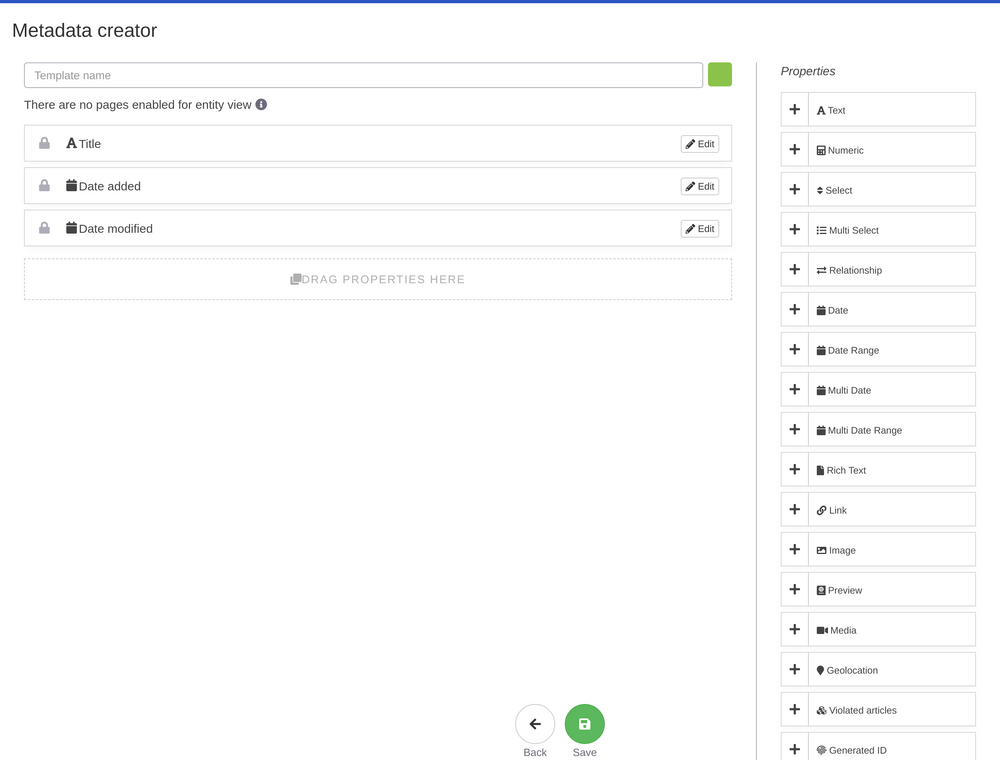 Metadata creator
Template name
There are no pages enabled for entity view
Title
Edit
Date added
Edit
Date modified
Edit
DRAG PROPERTIES HERE
Back
Save
Properties
Text
Numeric
Select
Multi Select
Relationship
Date
Date Range
Multi Date
Multi Date Range
Rich Text
Link
Image
Preview
Media
Geolocation
Violated articles
Generated ID